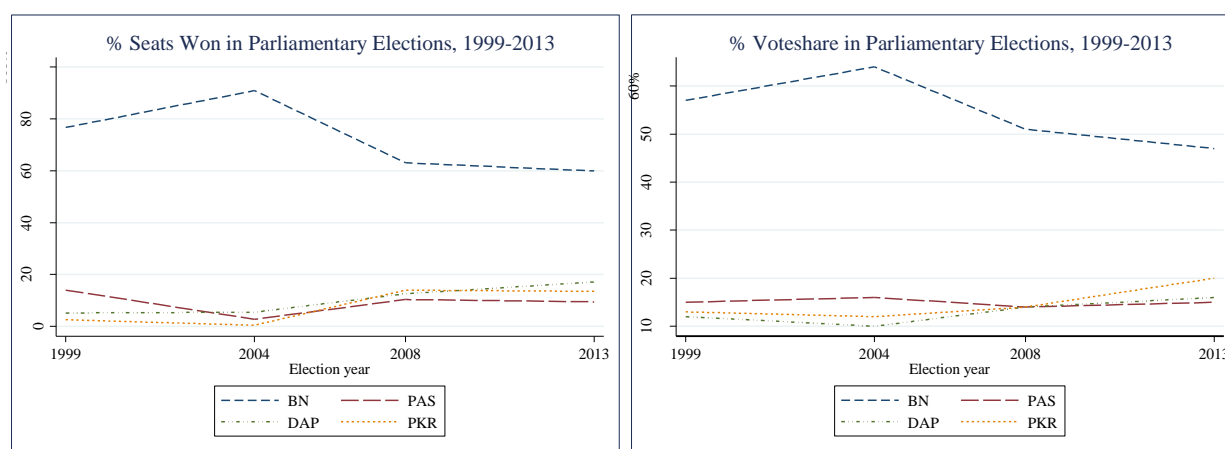 % Seats Won in Parliamentary Elections, 1999-2013
100
80
60
40
20
0
1999 2004 2008 2013
Election year
BN PAS
DAP PKR
% Voteshare in Parliamentary Elections, 1999-2013
60%
50
40
30
20
10
1999 2004 2008 2013
Election year
BN PAS
DAP PKR